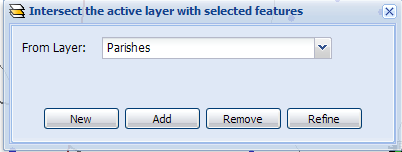 Intersect the active layer with selected features
From Layer: Parishes
New Add Remove Refine